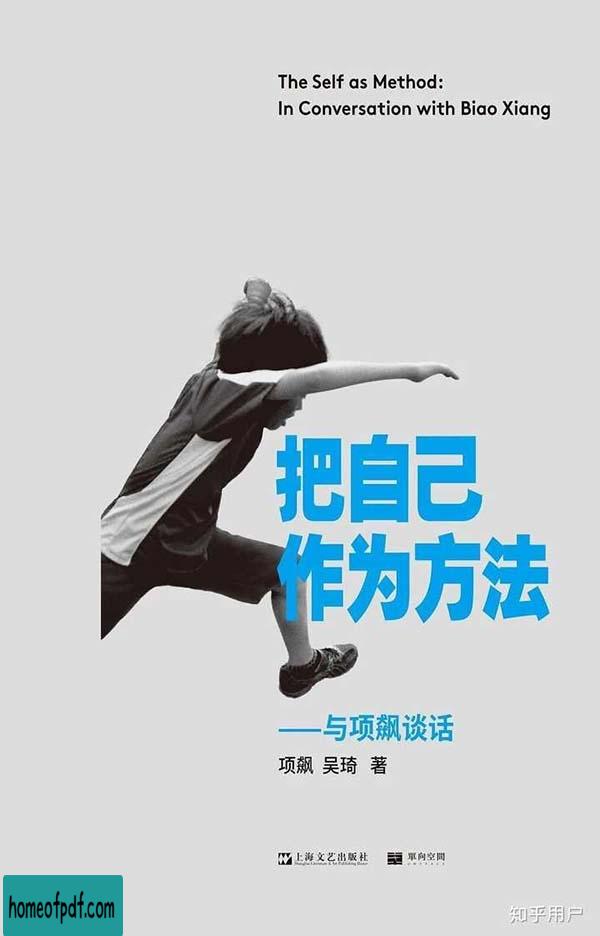 The Self as Method:
In Conversation with Biao Xiang
把自己
作为方法
——与项飙谈话
项飙 吴琦 著
上海文艺出版社
Shanghai Literature & Art Publishing House
單向空間
OWSPACE
homeofpdf.com
知乎用户